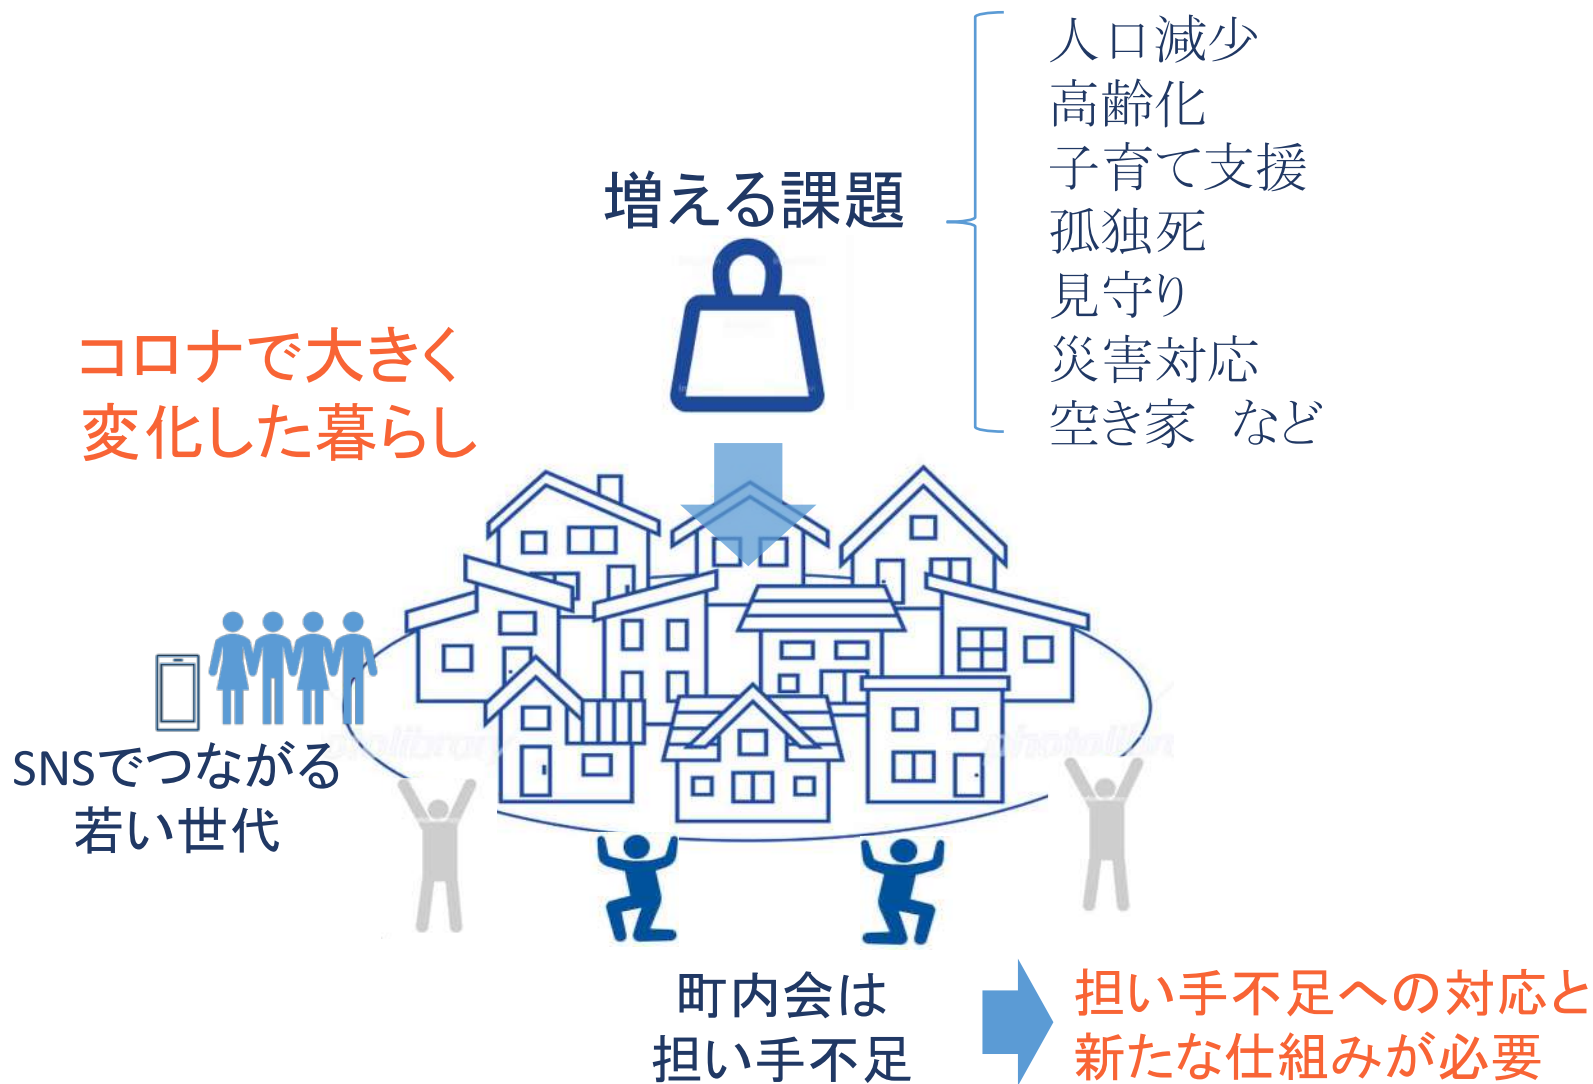 人口減少
高齢化
子育て支援
孤独死
見守り
災害対応
空き家　など
増える課題
コロナで大きく
変化した暮らし
SNSでつながる
若い世代
町内会は
担い手不足
担い手不足への対応と
新たな仕組みが必要